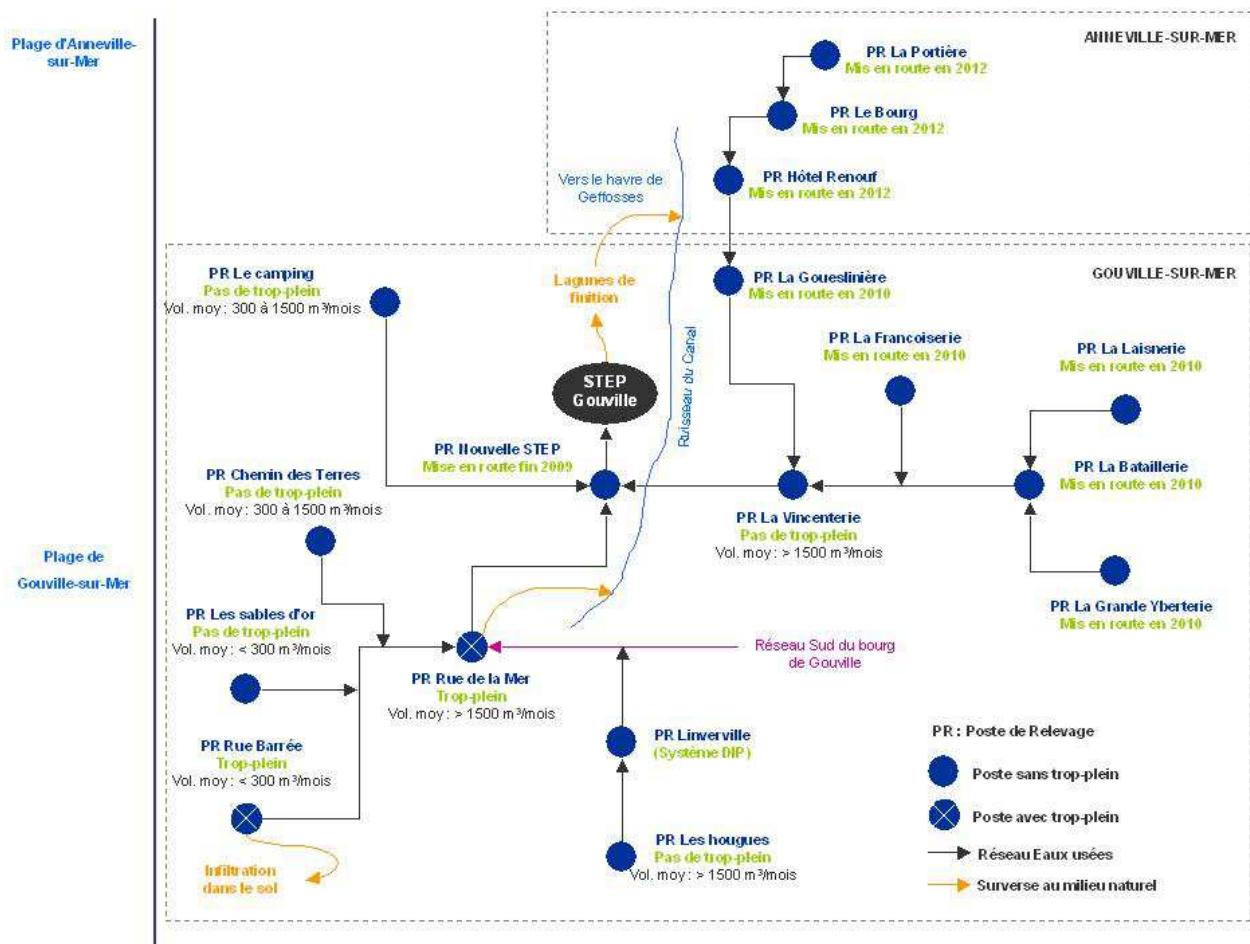 Plage d'Anneville-
sur-Mer
ANNEVILLE-SUR-MER
PR La Portière
Mis en route en 2012
PR Le Bourg
Mis en route en 2012
PR Hôtel Renouf
Mis en route en 2012
Vers le havre de
Geffosses
GOUVILLE-SUR-MER
PR Le camping
Pas de trop-plein
Vol. moy : 300 à 1500 m³/mois
Lagunes de
finition
PR La Goueslinière
Mis en route en 2010
PR La Francoiserie
Mis en route en 2010
PR La Laisnerie
Mis en route en 2010
STEP
Gouville
Ruisseau du Canal
PR Nouvelle STEP
Mise en route fin 2009
PR La Bataillerie
Mis en route en 2010
PR Chemin des Terres
Pas de trop-plein
Vol. moy : 300 à 1500 m³/mois
PR La Vincenterie
Pas de trop-plein
Vol. moy : > 1500 m³/mois
Plage de
Gouville-sur-Mer
PR La Grande Yberterie
Mis en route en 2010
PR Les sables d'or
Pas de trop-plein
Vol. moy : < 300 m³/mois
Réseau Sud du bourg
de Gouville
PR Rue de la Mer
Trop-plein
Vol. moy : > 1500 m³/mois
PR Rue Barrée
Trop-plein
Vol. moy : < 300 m³/mois
PR Linverville
(Système DIP)
PR Les hougues
Pas de trop-plein
Vol. moy : > 1500 m³/mois
Infiltration
dans le sol
PR : Poste de Relevage
Poste sans trop-plein
Poste avec trop-plein
Réseau Eaux usées
Surverse au milieu naturel